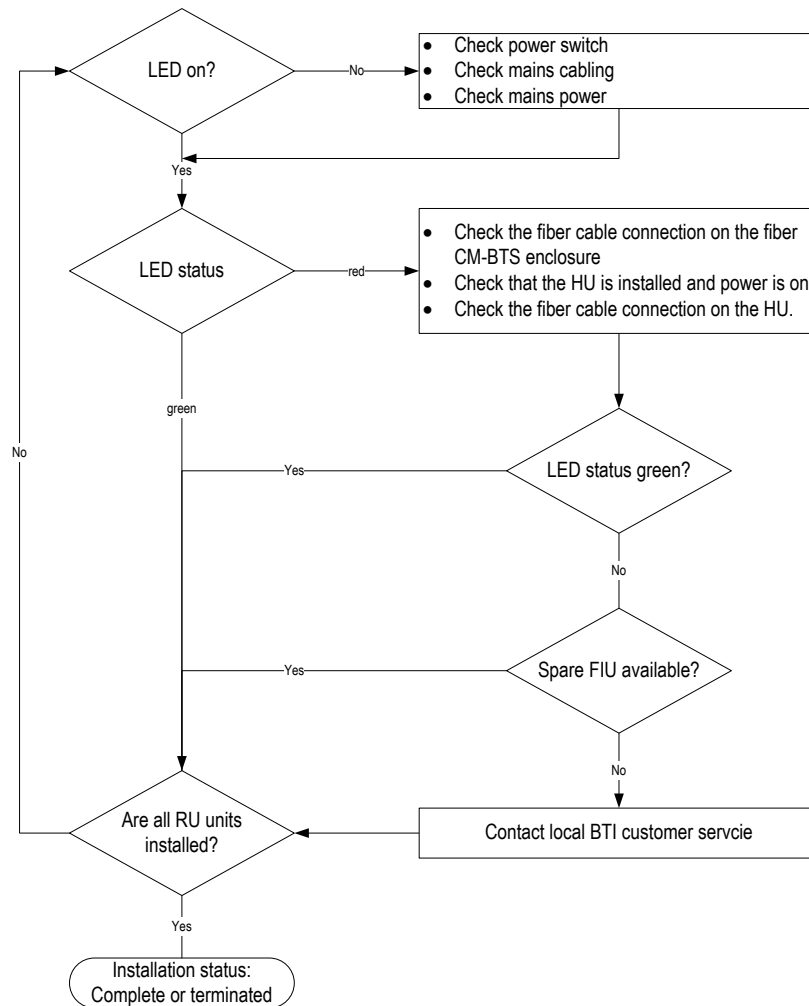 LED on?
No
• Check power switch
• Check mains cabling
• Check mains power
Yes
LED status
red
• Check the fiber cable connection on the fiber
CM-BTS enclosure
• Check that the HU is installed and power is on
• Check the fiber cable connection on the HU.
green
No
Yes
LED status green?
No
Yes
Spare FIU available?
No
Are all RU units
installed?
Contact local BTI customer servcie
Yes
Installation status:
Complete or terminated